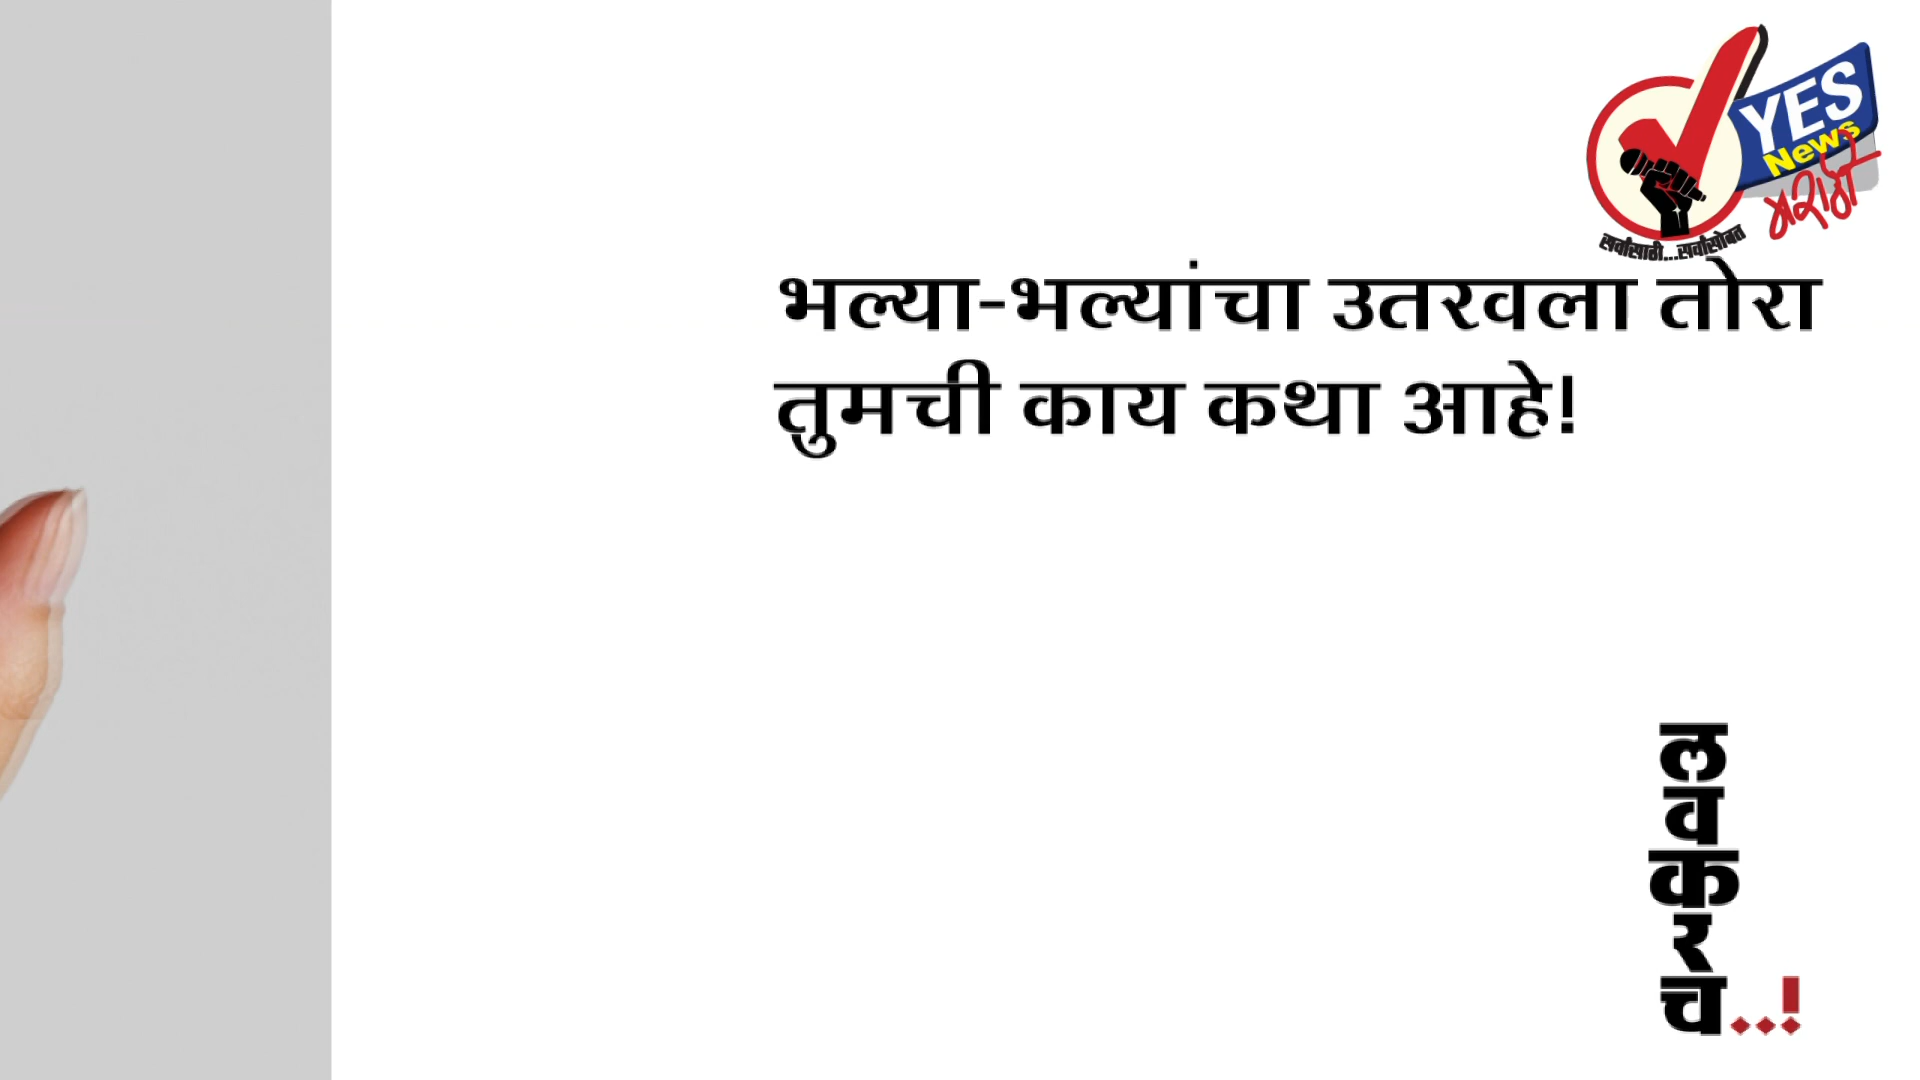 YES
News
मराठी
सर्वांसाठी...सर्वांसोबत
भल्या-भल्यांचा उतरवला तोरा
तुमची काय कथा आहे!
ल
व
क
र
च...!